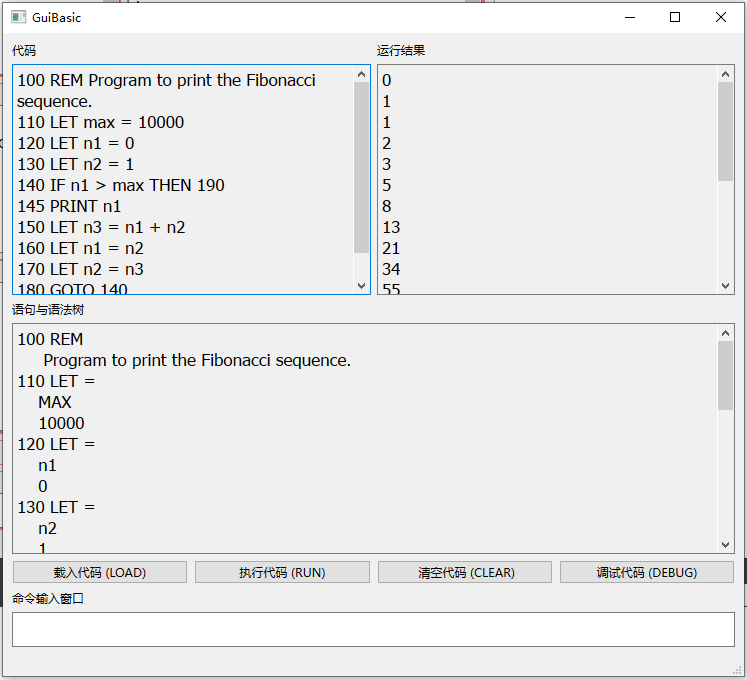 GuiBasic
代码
100 REM Program to print the Fibonacci
sequence.
110 LET max = 10000
120 LET n1 = 0
130 LET n2 = 1
140 IF n1 > max THEN 190
145 PRINT n1
150 LET n3 = n1 + n2
160 LET n1 = n2
170 LET n2 = n3
180 GOTO 140
运行结果
0
1
1
2
3
5
8
13
21
34
55
语句与语法树
100 REM
Program to print the Fibonacci sequence.
110 LET =
MAX
10000
120 LET =
n1
0
130 LET =
n2
1
载入代码 (LOAD)
执行代码 (RUN)
清空代码 (CLEAR)
调试代码 (DEBUG)
命令输入窗口